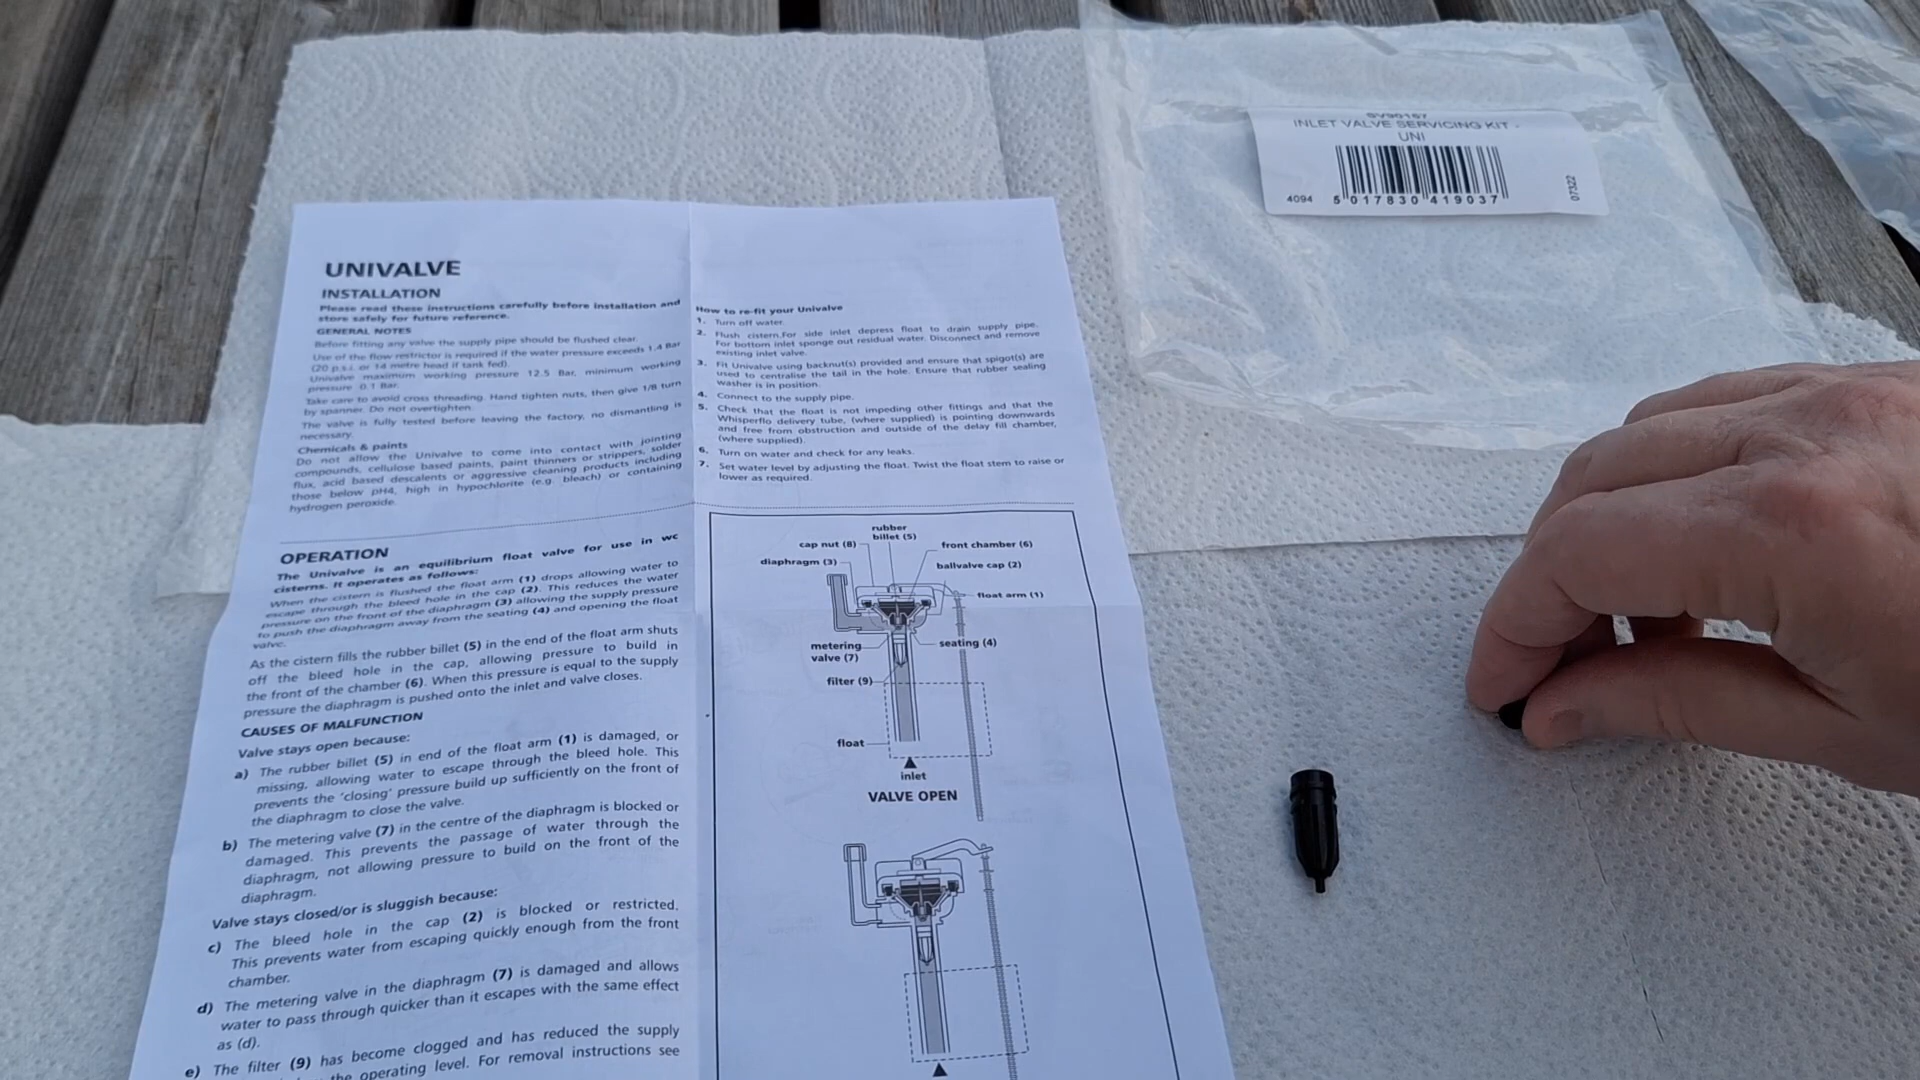 SV90167
INLET VALVE SERVICING KIT -
UNI
4094
5 017830 419037
07322
UNIVALVE
INSTALLATION
Please read these instructions carefully before installation and
store safely for future reference.
GENERAL NOTES
Before fitting any valve the supply pipe should be flushed clear.
Use of the flow restrictor is required if the water pressure exceeds 1.4 Bar
(20 p.s.i. or 14 metre head if tank fed).
Univalve maximum working pressure 12.5 Bar, minimum working
pressure 0.1 Bar.
Take care to avoid cross threading. Hand tighten nuts, then give 1/8 turn
by spanner. Do not overtighten.
The valve is fully tested before leaving the factory, no dismantling is
necessary.
Chemicals & paints
Do not allow the Univalve to come into contact with jointing
compounds, cellulose based paints, paint thinners or strippers, solder
flux, acid based descalents or aggressive cleaning products including
those below pH4, high in hypochlorite (e.g. bleach) or containing
hydrogen peroxide.
How to re-fit your Univalve
1. Turn off water.
2. Flush cistern.For side inlet depress float to drain supply pipe.
For bottom inlet sponge out residual water. Disconnect and remove
existing inlet valve.
3. Fit Univalve using backnut(s) provided and ensure that spigot(s) are
used to centralise the tail in the hole. Ensure that rubber sealing
washer is in position.
4. Connect to the supply pipe.
5. Check that the float is not impeding other fittings and that the
Whisperflo delivery tube, (where supplied) is pointing downwards
and free from obstruction and outside of the delay fill chamber,
(where supplied).
6. Turn on water and check for any leaks.
7. Set water level by adjusting the float. Twist the float stem to raise or
lower as required.
OPERATION
The Univalve is an equilibrium float valve for use in wc
cisterns. It operates as follows:
When the cistern is flushed the float arm (1) drops allowing water to
escape through the bleed hole in the cap (2). This reduces the water
pressure on the front of the diaphragm (3) allowing the supply pressure
to push the diaphragm away from the seating (4) and opening the float
valve.
As the cistern fills the rubber billet (5) in the end of the float arm shuts
off the bleed hole in the cap, allowing pressure to build in
the front of the chamber (6). When this pressure is equal to the supply
pressure the diaphragm is pushed onto the inlet and valve closes.
CAUSES OF MALFUNCTION
Valve stays open because:
a) The rubber billet (5) in end of the float arm (1) is damaged, or
missing, allowing water to escape through the bleed hole. This
prevents the 'closing' pressure build up sufficiently on the front of
the diaphragm to close the valve.
b) The metering valve (7) in the centre of the diaphragm is blocked or
damaged. This prevents the passage of water through the
diaphragm, not allowing pressure to build on the front of the
diaphragm.
Valve stays closed/or is sluggish because:
c) The bleed hole in the cap (2) is blocked or restricted.
This prevents water from escaping quickly enough from the front
chamber.
d) The metering valve in the diaphragm (7) is damaged and allows
water to pass through quicker than it escapes with the same effect
as (d).
e) The filter (9) has become clogged and has reduced the supply
the operating level. For removal instructions see
rubber
billet (5)
cap nut (8)
front chamber (6)
diaphragm (3)
ballvalve cap (2)
float arm (1)
metering
valve (7)
seating (4)
filter (9)
float
inlet
VALVE OPEN